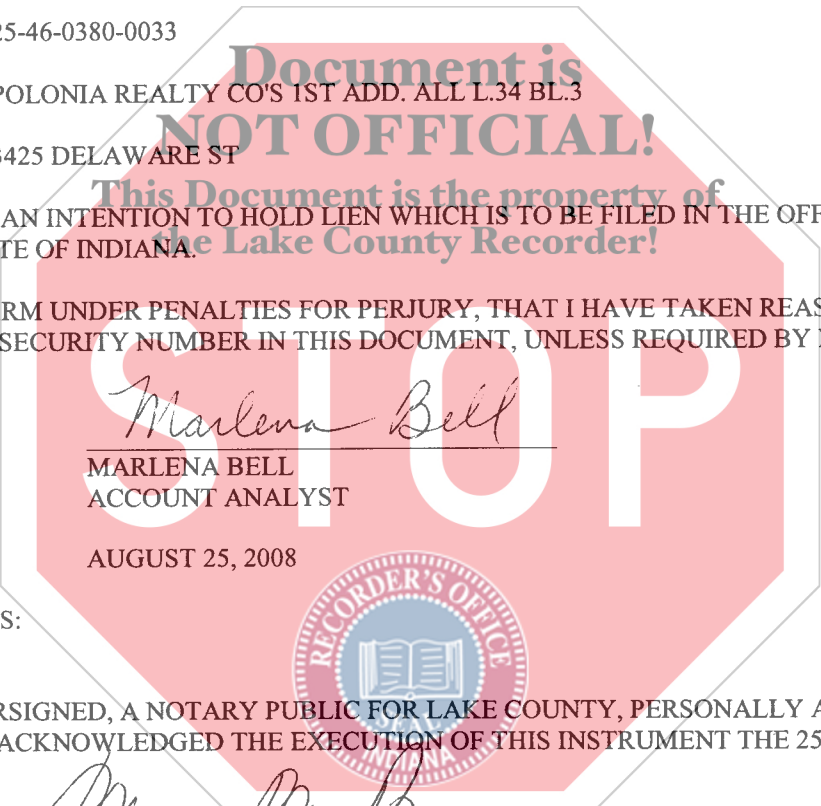 25-46-0380-0033
Document is
POLONIA REALTY CO'S 1ST ADD. ALL L.34 BL.3
NOT OFFICIAL!
3425 DELAWARE ST
This Document is the property of
AN INTENTION TO HOLD LIEN WHICH IS TO BE FILED IN THE OFF
the Lake County Recorder!
TE OF INDIANA.
RM UNDER PENALTIES FOR PERJURY, THAT I HAVE TAKEN REAS
SECURITY NUMBER IN THIS DOCUMENT, UNLESS REQUIRED BY
STOP
Marlena Bell
MARLENA BELL
ACCOUNT ANALYST
AUGUST 25, 2008
RECORDER'S OFFICE
SEAL
INDIANA
S:
RSIGNED, A NOTARY PUBLIC FOR LAKE COUNTY, PERSONALLY A
ACKNOWLEDGED THE EXECUTION OF THIS INSTRUMENT THE 25